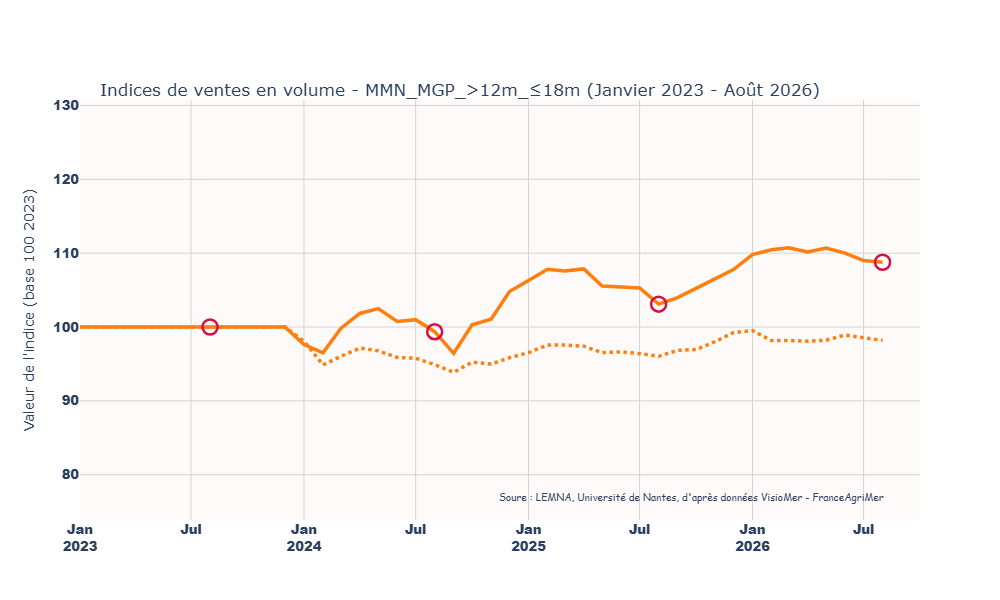 Indices de ventes en volume - MMN_MGP_>12m_≤18m (Janvier 2023 - Août 2026)
Valeur de l'indice (base 100 2023)
130
120
110
100
90
80
Soure : LEMNA, Université de Nantes, d'après données VisioMer - FranceAgriMer
Jan Jul Jan Jul Jan Jul Jan Jul
2023 2024 2025 2026